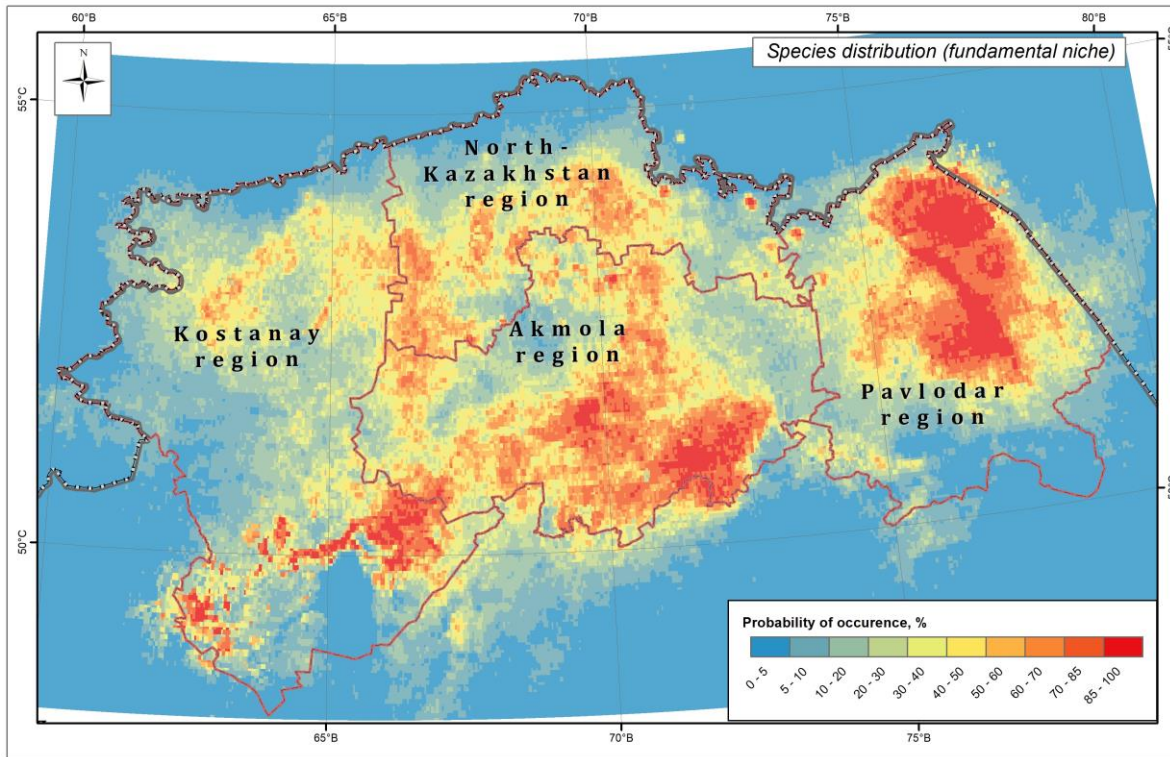 60°B
65°B
70°B
75°B
80°B
Species distribution (fundamental niche)
N
55°C
North-
Kazakhstan
region
Kostanay
region
Akmola
region
Pavlodar
region
50°C
Probability of occurence, %
0 - 5
5 - 10
10 - 20
20 - 30
30 - 40
40 - 50
50 - 60
60 - 70
70 - 85
85 - 100
65°B
70°B
75°B